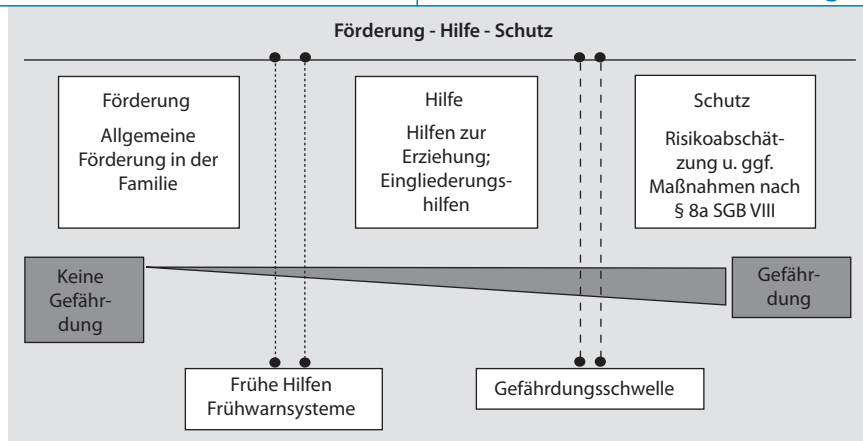 Förderung - Hilfe - Schutz
Förderung
Allgemeine
Förderung in der
Familie
Hilfe
Hilfen zur
Erziehung;
Eingliederungs-
hilfen
Schutz
Risikoabschät-
zung u. ggf.
Maßnahmen nach
§ 8a SGB VIII
Keine
Gefähr-
dung
Gefähr-
dung
Frühe Hilfen
Frühwarnsysteme
Gefährdungsschwelle